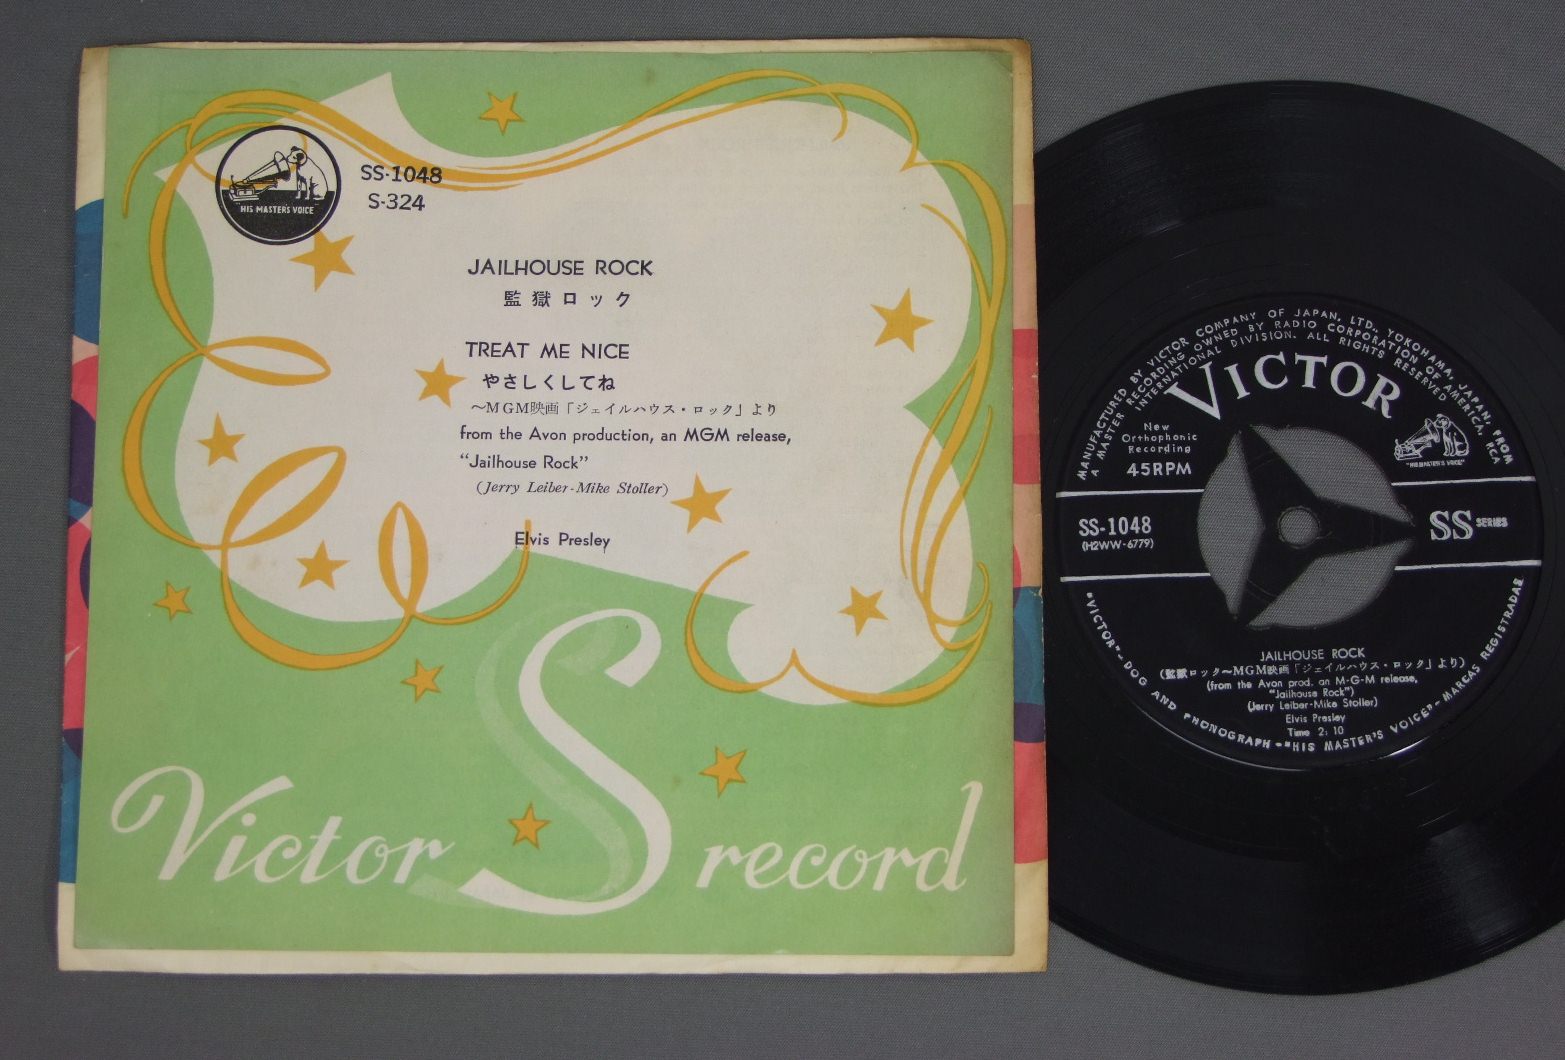 HIS MASTER'S VOICE
SS-1048
S-324
JAILHOUSE ROCK
監獄ロック
TREAT ME NICE
やさしくしてね
～MGM映画「ジェイルハウス・ロック」より
from the Avon production, an MGM release,
"Jailhouse Rock"
(Jerry Leiber-Mike Stoller)
Elvis Presley
Victor S record
MANUFACTURED BY VICTOR COMPANY OF JAPAN, LTD., YOKOHAMA, JAPAN, FROM
A MASTER RECORDING OWNED BY RADIO CORPORATION OF AMERICA, RCA
INTERNATIONAL DIVISION. ALL RIGHTS RESERVED
VICTOR
New
Orthophonic
Recording
45RPM
"HIS MASTER'S VOICE"
SS-1048
(H2WW-6779)
SS SERIES
JAILHOUSE ROCK
(監獄ロック～MGM映画「ジェイルハウス・ロック」より)
(from the Avon prod. an M-G-M release,
"Jailhouse Rock")
(Jerry Leiber-Mike Stoller)
Elvis Presley
Time 2:10
"VICTOR"-DOG AND PHONOGRAPH-"HIS MASTER'S VOICE"-MARCAS REGISTRADAS